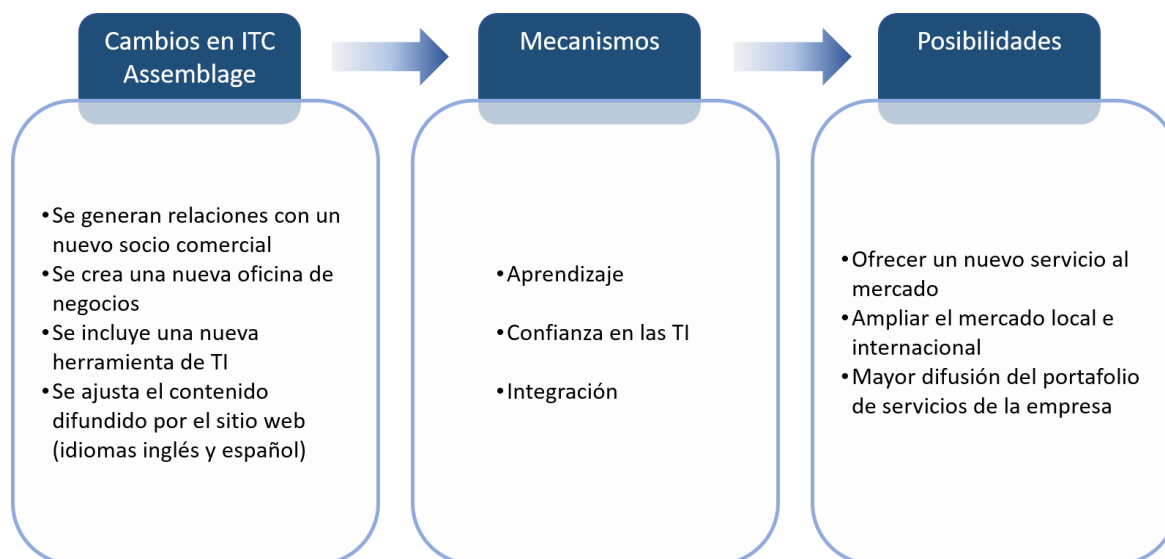 Cambios en ITC
Assemblage
•Se generan relaciones con un
nuevo socio comercial
•Se crea una nueva oficina de
negocios
•Se incluye una nueva
herramienta de TI
•Se ajusta el contenido
difundido por el sitio web
(idiomas inglés y español)
Mecanismos
•Aprendizaje
•Confianza en las TI
•Integración
Posibilidades
•Ofrecer un nuevo servicio al
mercado
•Ampliar el mercado local e
internacional
•Mayor difusión del portafolio
de servicios de la empresa